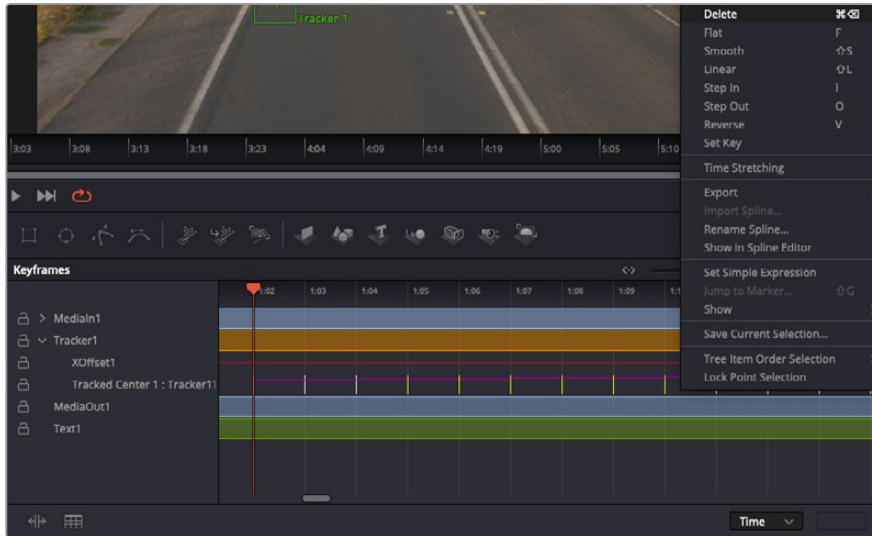 Tracker 1
Delete ⌘⌫
Flat F
Smooth ⇧S
Linear ⇧L
Step In I
Step Out O
Reverse V
Set Key
Time Stretching
Export
Import Spline...
Rename Spline...
Show in Spline Editor
Set Simple Expression
Jump to Marker... ⇧G
Show
Save Current Selection...
Tree Item Order Selection
Lock Point Selection
3:03 3:08 3:13 3:18 3:23 4:04 4:09 4:14 4:19 5:00 5:05 5:10
Keyframes
1:02 1:03 1:04 1:05 1:06 1:07 1:08 1:09
MediaIn1
Tracker1
XOffset1
Tracked Center 1 : Tracker1
MediaOut1
Text1
Time